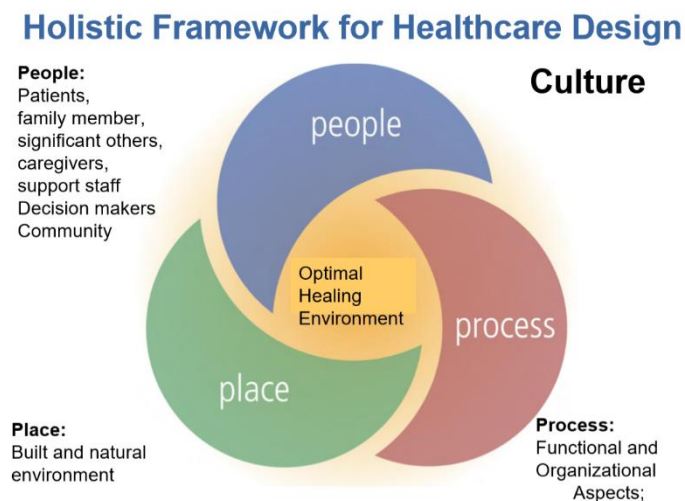 Holistic Framework for Healthcare Design
People:
Patients,
family member,
significant others,
caregivers,
support staff
Decision makers
Community
Culture
people
Optimal
Healing
Environment
process
place
Place:
Built and natural
environment
Process:
Functional and
Organizational
Aspects;